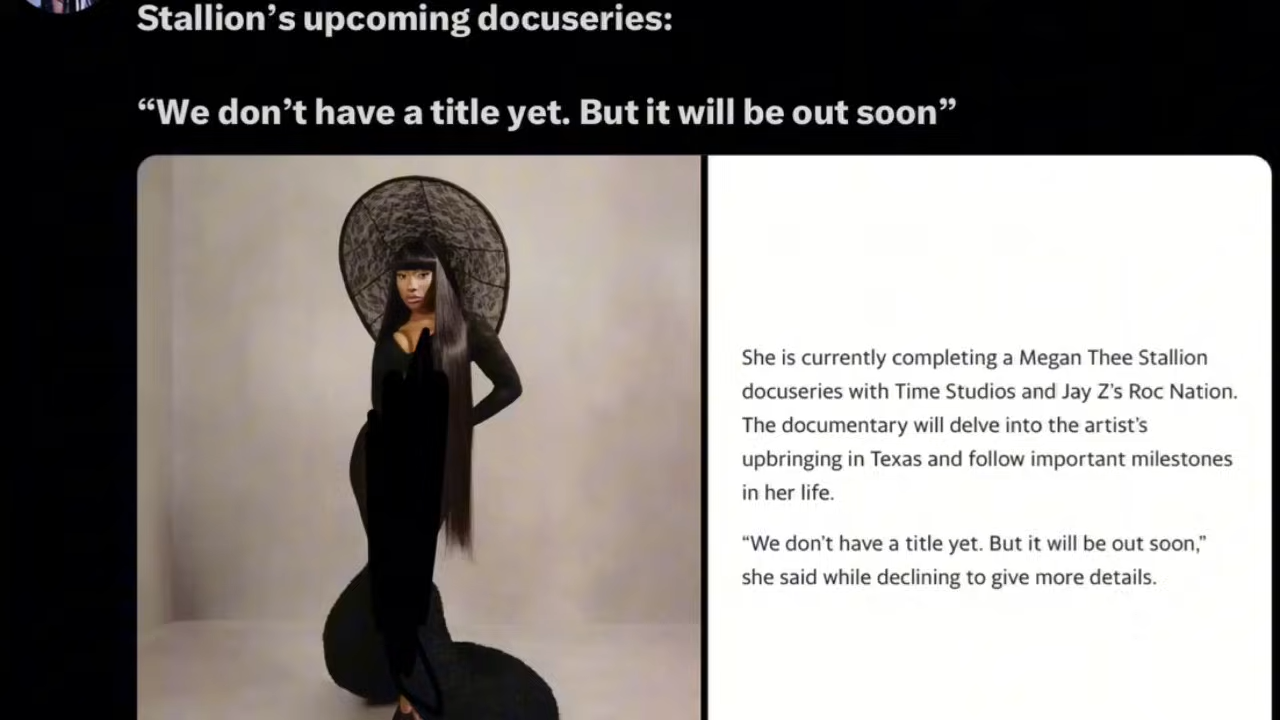 Stallion’s upcoming docuseries:
“We don’t have a title yet. But it will be out soon”
She is currently completing a Megan Thee Stallion
docuseries with Time Studios and Jay Z’s Roc Nation.
The documentary will delve into the artist’s
upbringing in Texas and follow important milestones
in her life.
“We don’t have a title yet. But it will be out soon,”
she said while declining to give more details.